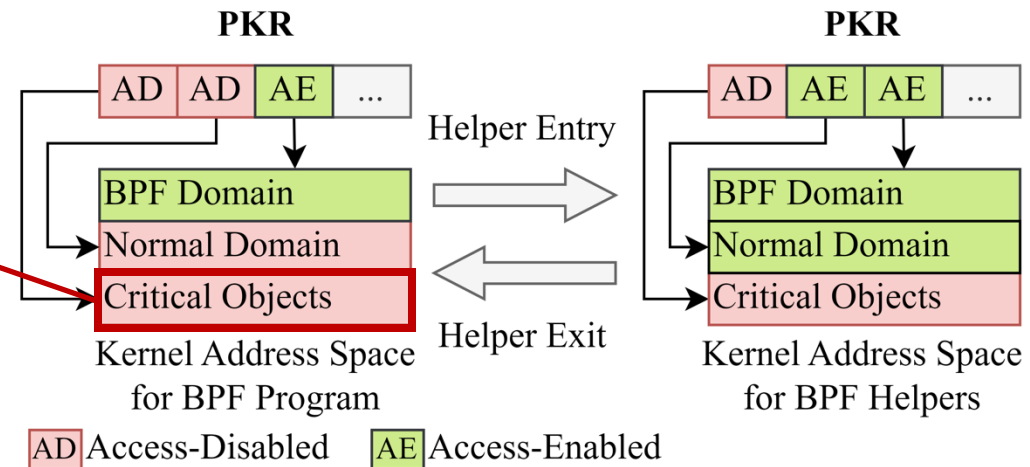 PKR
PKR
AD AD AE ...
AD AE AE ...
Helper Entry
BPF Domain
Normal Domain
Critical Objects
BPF Domain
Normal Domain
Critical Objects
Helper Exit
Kernel Address Space
for BPF Program
Kernel Address Space
for BPF Helpers
AD Access-Disabled AE Access-Enabled